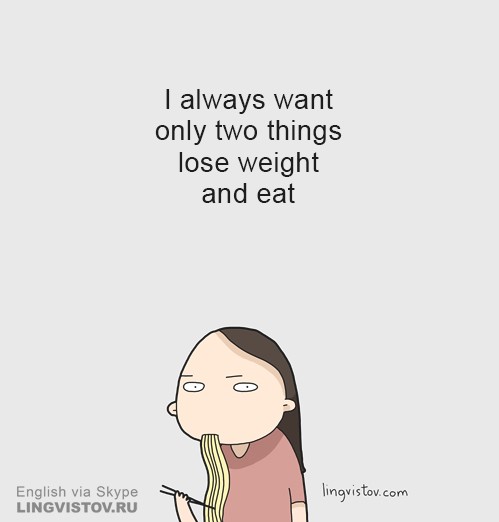 I always want
only two things
lose weight
and eat
lingvistov.com
English via Skype
LINGVISTOV.RU